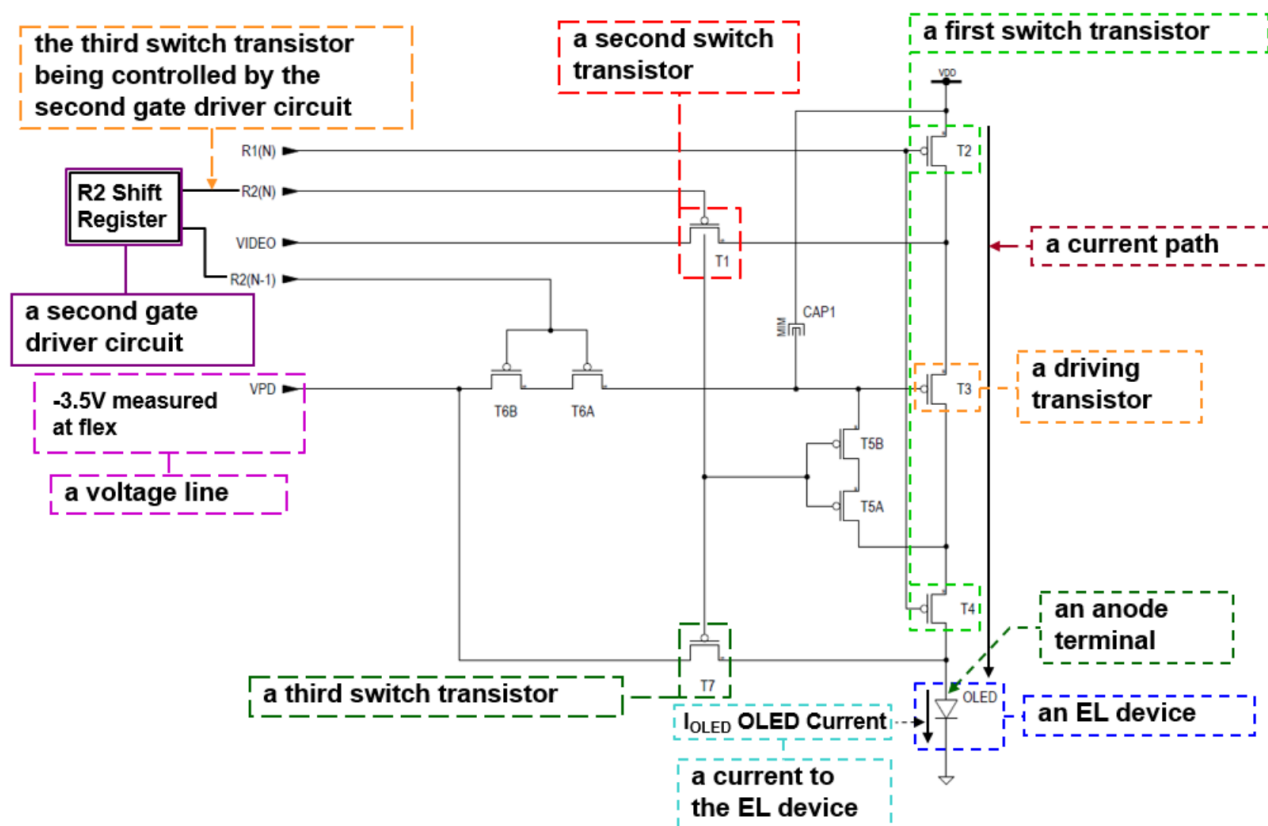 the third switch transistor
being controlled by the
second gate driver circuit
a second switch
transistor
a first switch transistor
VDD
R1(N)
T2
R2 Shift
Register
R2(N)
VIDEO
T1
a current path
R2(N-1)
a second gate
driver circuit
MIM
CAP1
VPD
-3.5V measured
at flex
T6B
T6A
T3
a driving
transistor
T5B
a voltage line
T5A
T4
an anode
terminal
a third switch transistor
T7
OLED
IOLED OLED Current
an EL device
a current to
the EL device